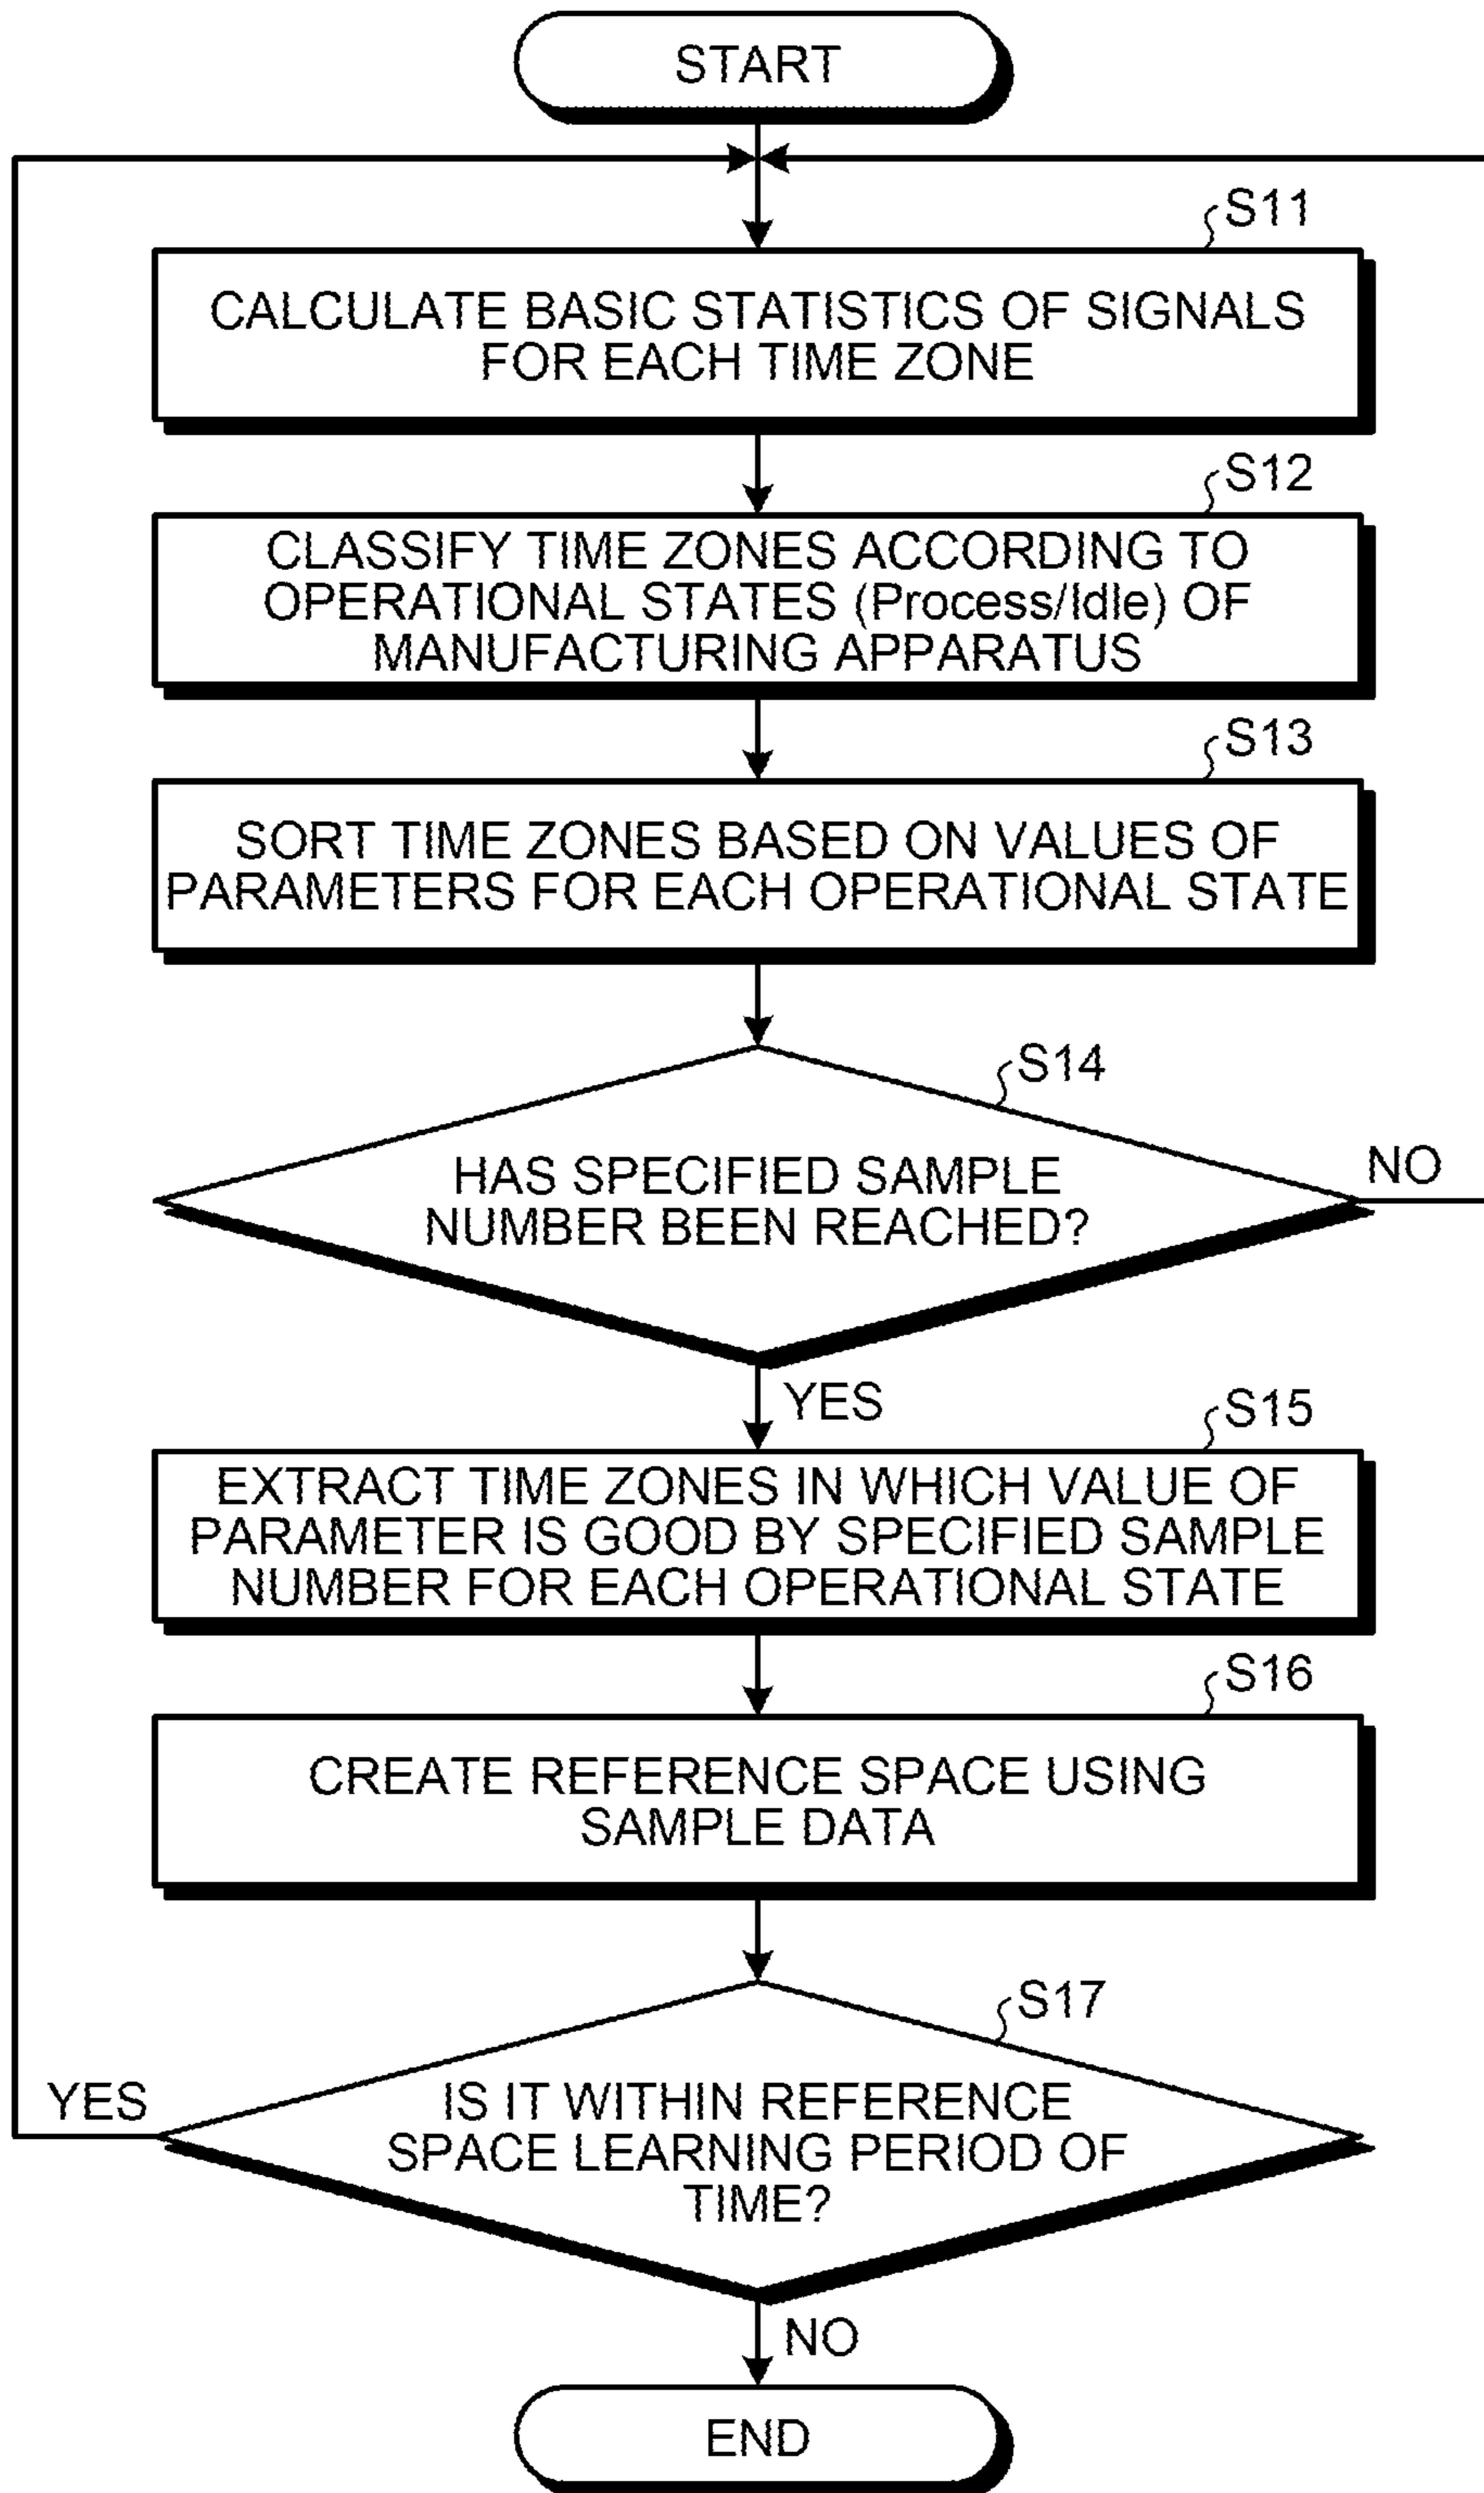 START
S11
CALCULATE BASIC STATISTICS OF SIGNALS
FOR EACH TIME ZONE
S12
CLASSIFY TIME ZONES ACCORDING TO
OPERATIONAL STATES (Process/Idle) OF
MANUFACTURING APPARATUS
S13
SORT TIME ZONES BASED ON VALUES OF
PARAMETERS FOR EACH OPERATIONAL STATE
S14
HAS SPECIFIED SAMPLE
NUMBER BEEN REACHED?
NO
YES
S15
EXTRACT TIME ZONES IN WHICH VALUE OF
PARAMETER IS GOOD BY SPECIFIED SAMPLE
NUMBER FOR EACH OPERATIONAL STATE
S16
CREATE REFERENCE SPACE USING
SAMPLE DATA
S17
YES
IS IT WITHIN REFERENCE
SPACE LEARNING PERIOD OF
TIME?
NO
END